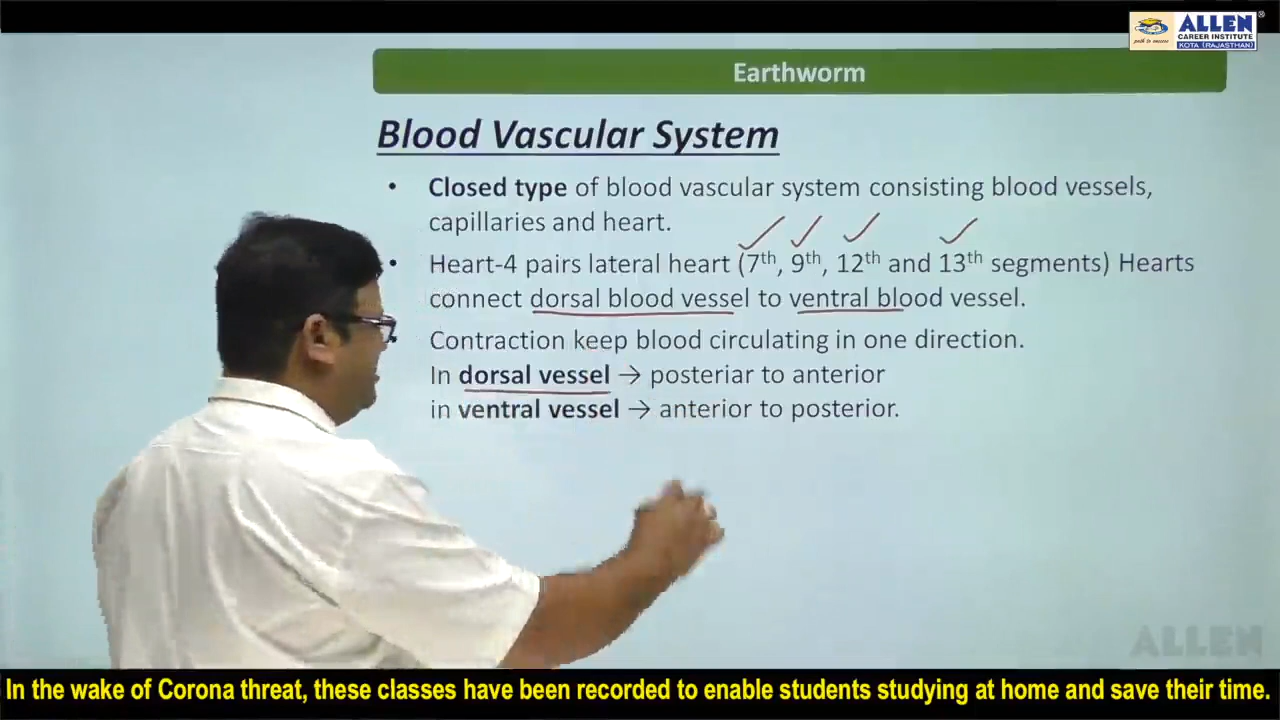 ALLEN®
CAREER INSTITUTE
KOTA (RAJASTHAN)
path to success
Earthworm
Blood Vascular System
• Closed type of blood vascular system consisting blood vessels,
capillaries and heart.
• Heart-4 pairs lateral heart (7th, 9th, 12th and 13th segments) Hearts
connect dorsal blood vessel to ventral blood vessel.
Contraction keep blood circulating in one direction.
In dorsal vessel → posteriar to anterior
in ventral vessel → anterior to posterior.
ALLEN
In the wake of Corona threat, these classes have been recorded to enable students studying at home and save their time.